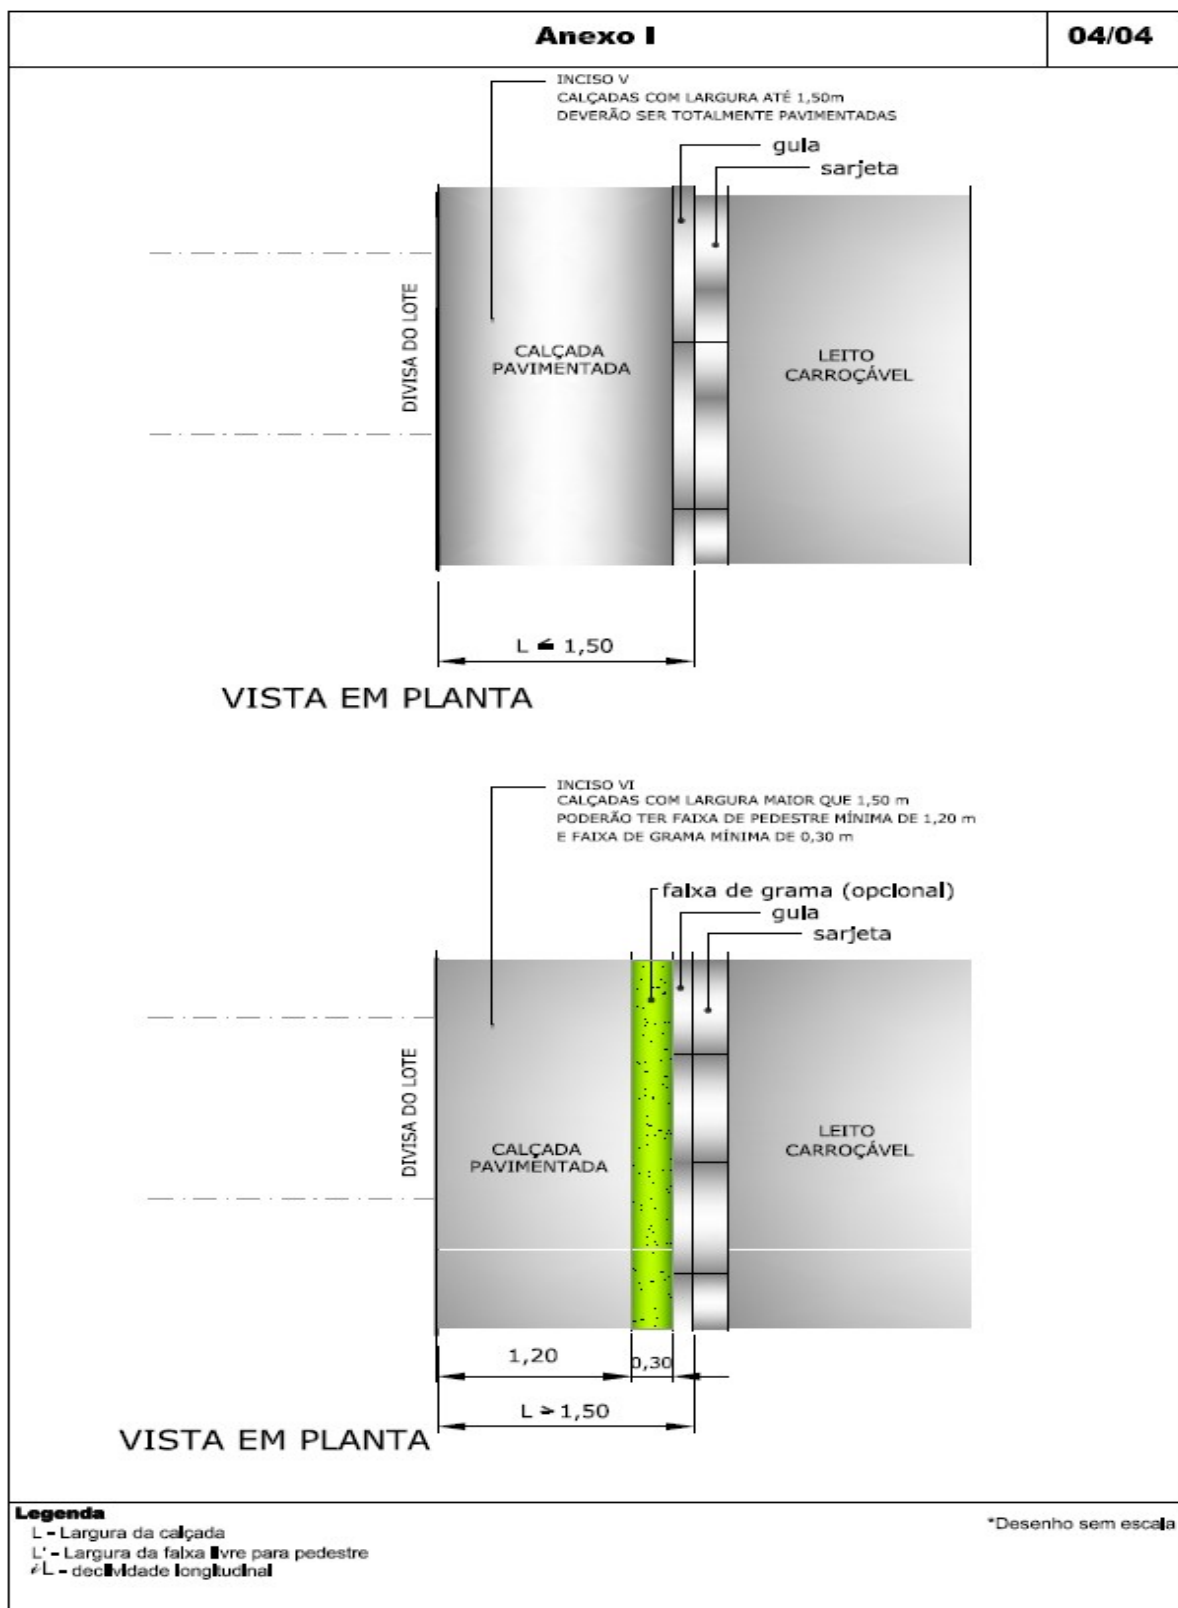 Anexo I
04/04
INCISO V
CALÇADAS COM LARGURA ATÉ 1,50m
DEVERÃO SER TOTALMENTE PAVIMENTADAS
guia
sarjeta
DIVISA DO LOTE
CALÇADA
PAVIMENTADA
LEITO
CARROÇÁVEL
L ≤ 1,50
VISTA EM PLANTA
INCISO VI
CALÇADAS COM LARGURA MAIOR QUE 1,50 m
PODERÃO TER FAIXA DE PEDESTRE MÍNIMA DE 1,20 m
E FAIXA DE GRAMA MÍNIMA DE 0,30 m
faixa de grama (opcional)
guia
sarjeta
DIVISA DO LOTE
CALÇADA
PAVIMENTADA
LEITO
CARROÇÁVEL
1,20
0,30
L > 1,50
VISTA EM PLANTA
Legenda
L - Largura da calçada
L' - Largura da faixa livre para pedestre
iL - declividade longitudinal
*Desenho sem escala